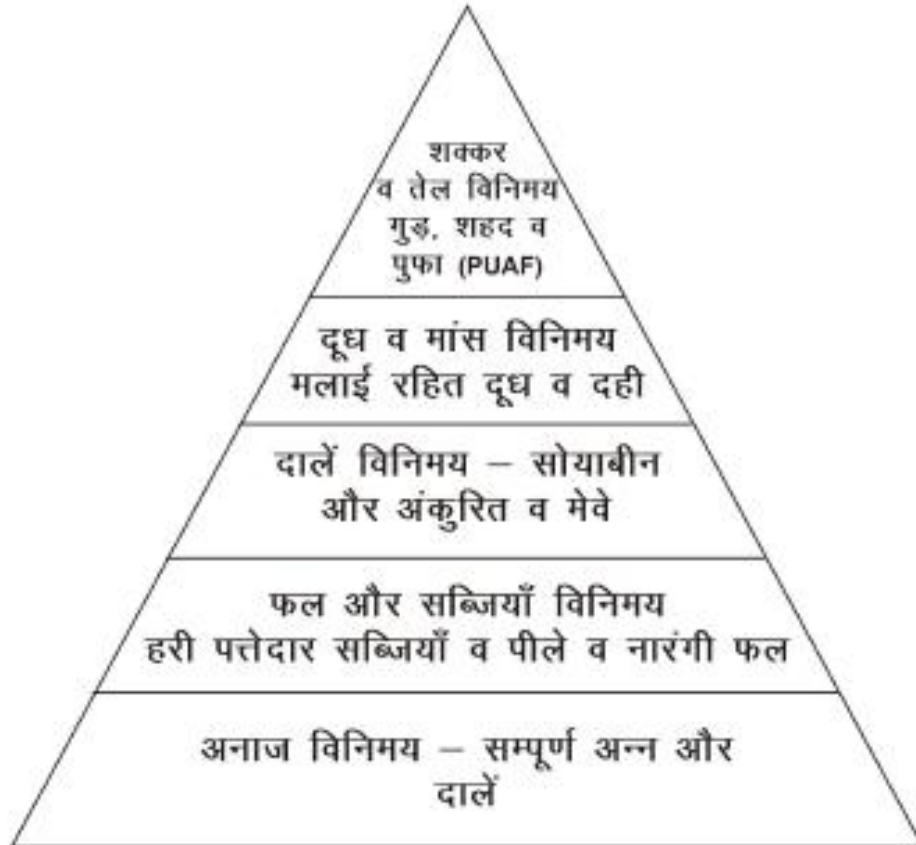 शक्कर
व तेल विनिमय
गुड़, शहद व
पुफा (PUAF)
दूध व मांस विनिमय
मलाई रहित दूध व दही
दालें विनिमय – सोयाबीन
और अंकुरित व मेवे
फल और सब्जियाँ विनिमय
हरी पत्तेदार सब्जियाँ व पीले व नारंगी फल
अनाज विनिमय – सम्पूर्ण अन्न और
दालें